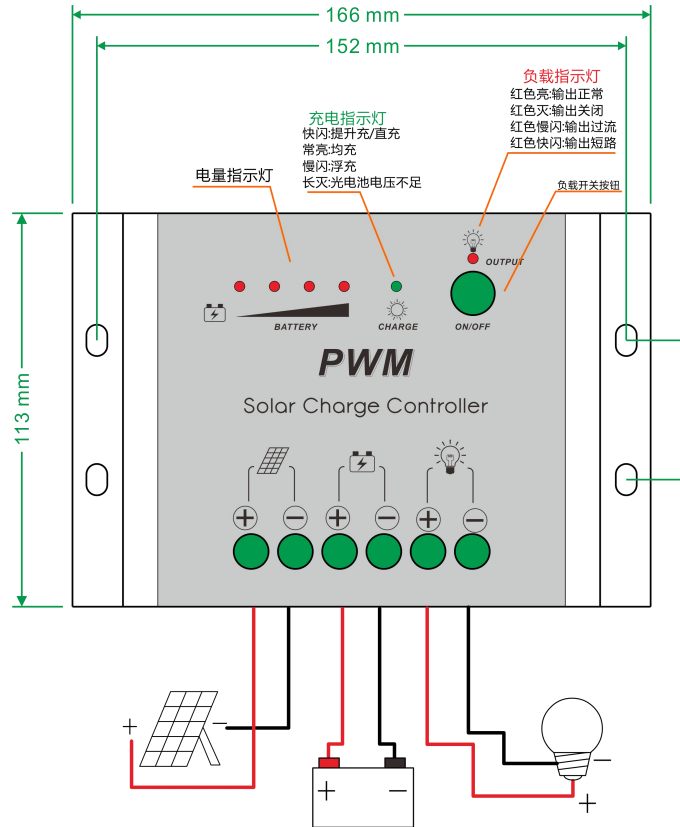 166 mm
152 mm
负载指示灯
红色亮:输出正常
红色灭:输出关闭
红色慢闪:输出过流
红色快闪:输出短路
充电指示灯
快闪:提升充/直充
常亮:均充
慢闪:浮充
长灭:光电池电压不足
电量指示灯
负载开关按钮
OUTPUT
BATTERY
CHARGE
ON/OFF
PWM
Solar Charge Controller
113 mm
+ − + − + −
+ −
+ −
−
+